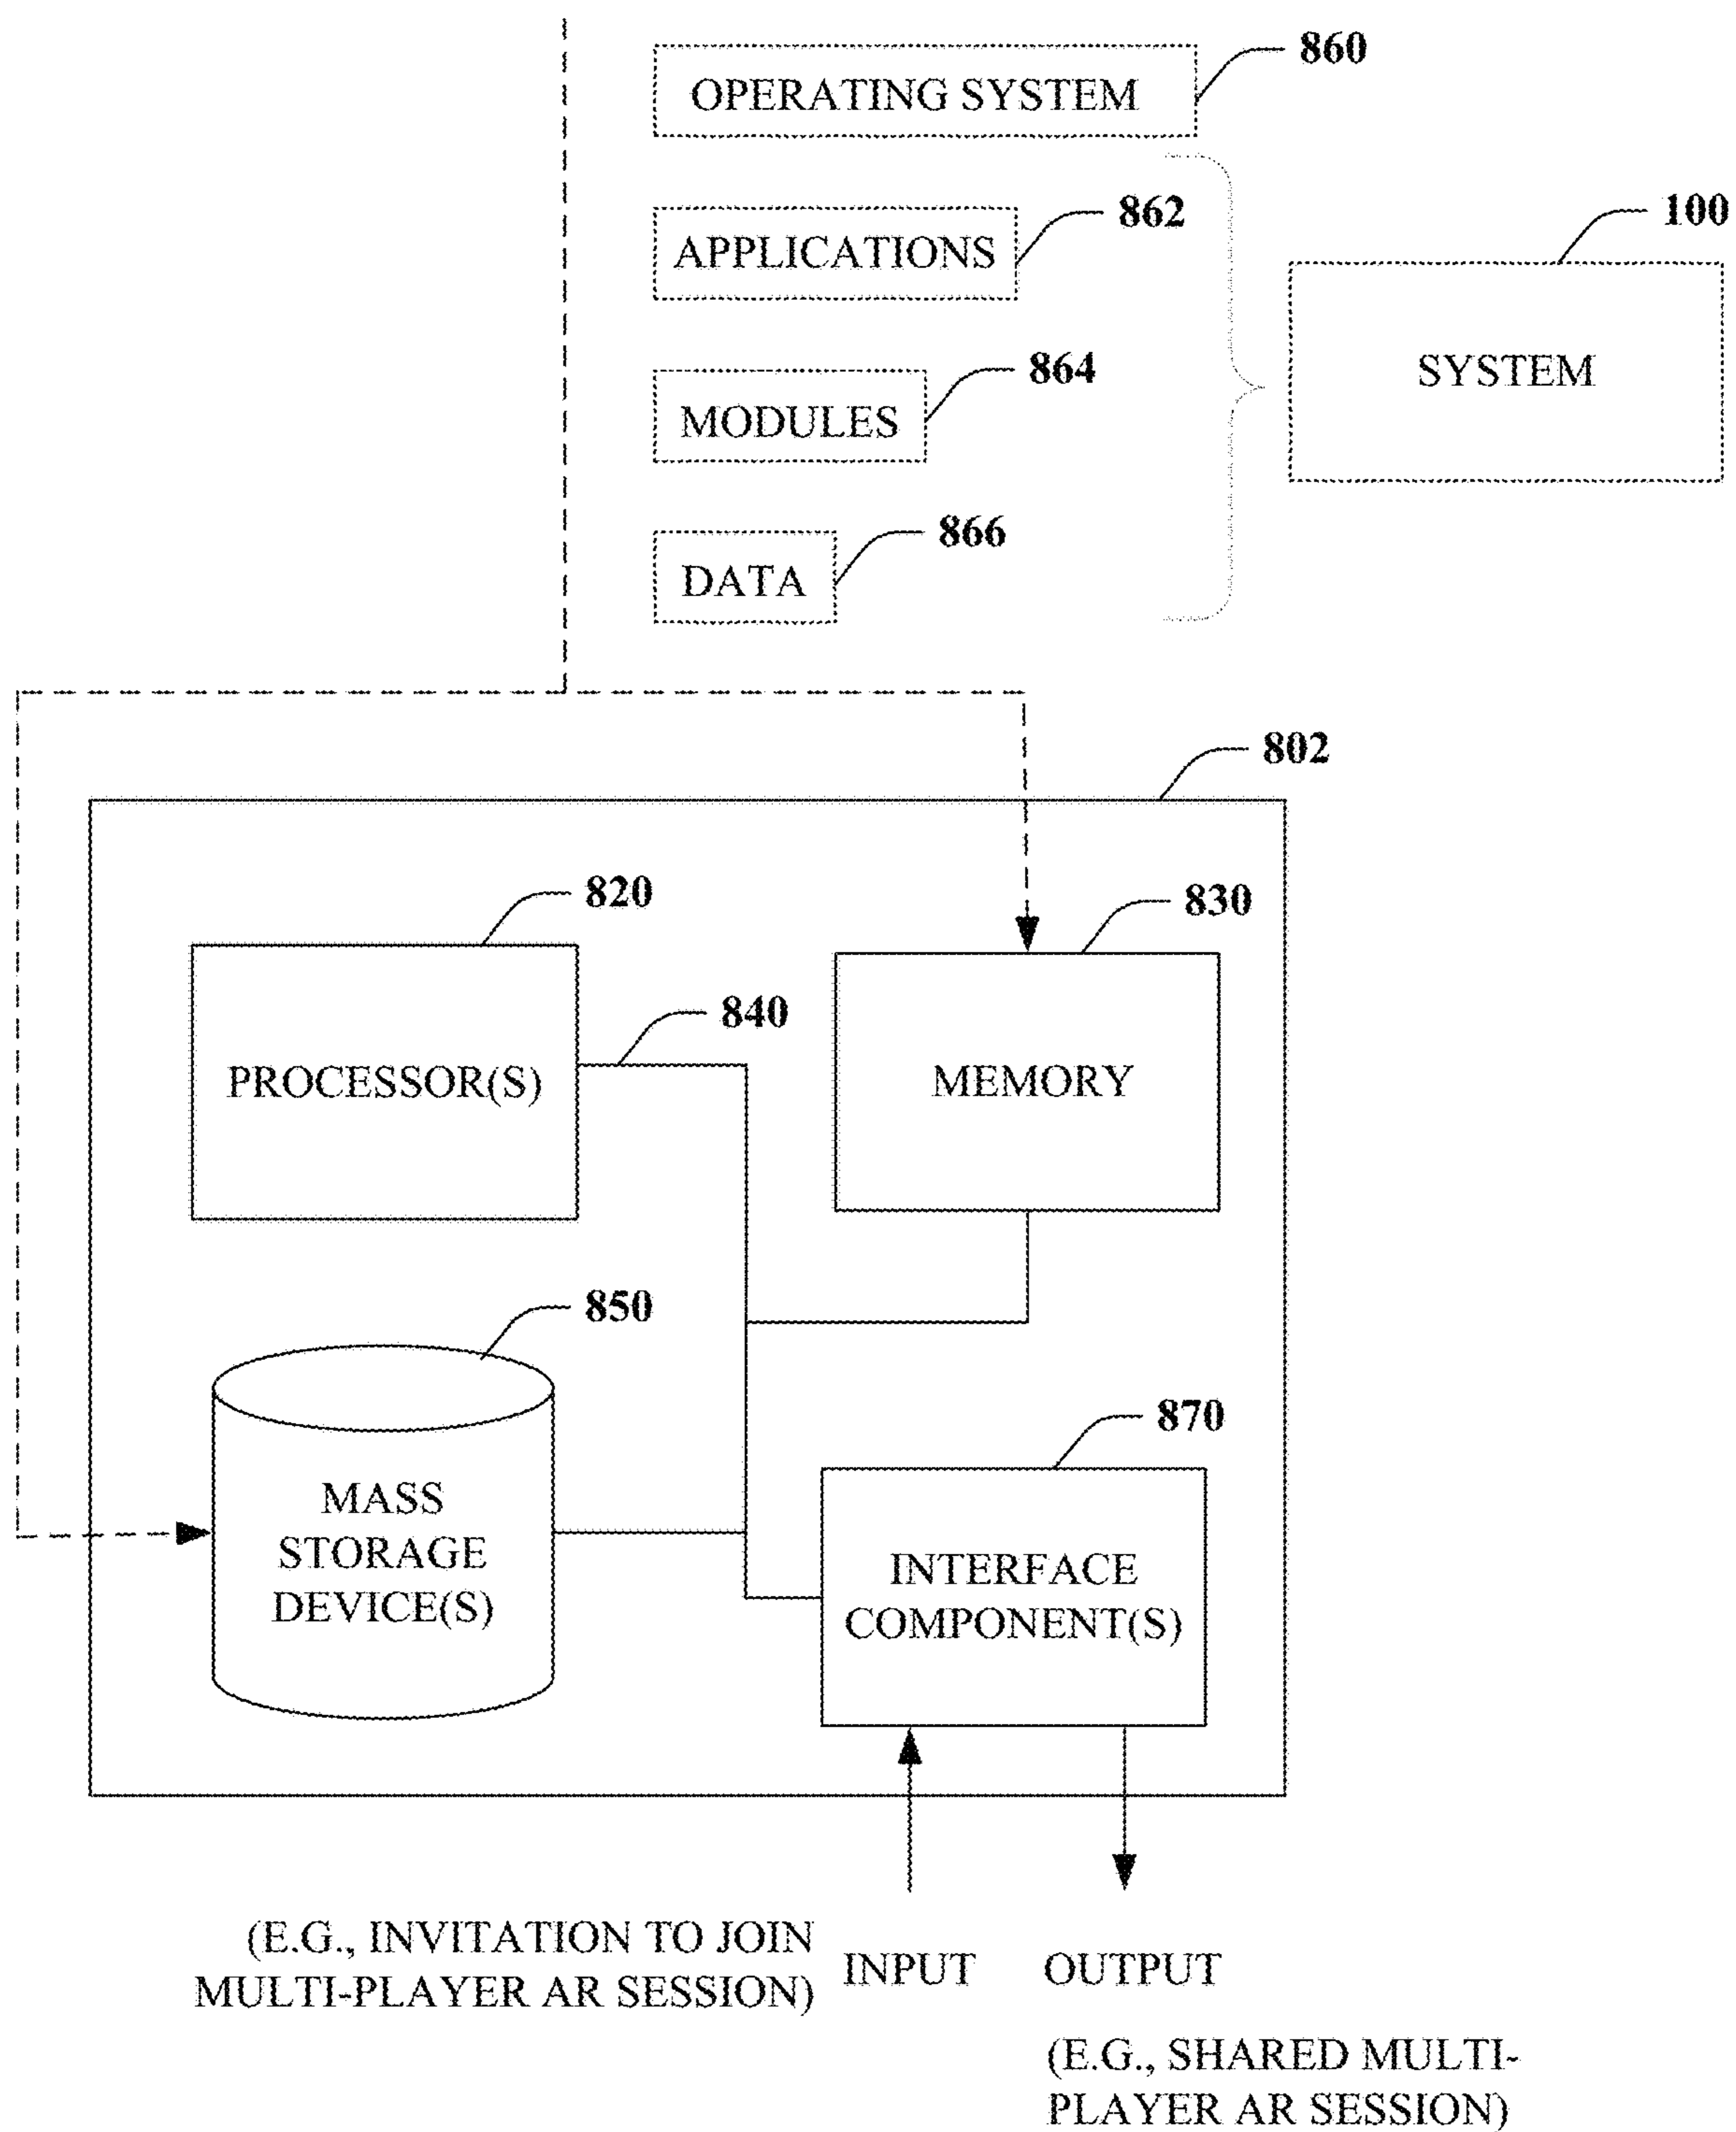 860
OPERATING SYSTEM
862
100
APPLICATIONS
864
SYSTEM
MODULES
866
DATA
802
820
830
840
PROCESSOR(S)
MEMORY
850
870
MASS
STORAGE
DEVICE(S)
INTERFACE
COMPONENT(S)
(E.G., INVITATION TO JOIN
MULTI-PLAYER AR SESSION)
INPUT
OUTPUT
(E.G., SHARED MULTI-
PLAYER AR SESSION)